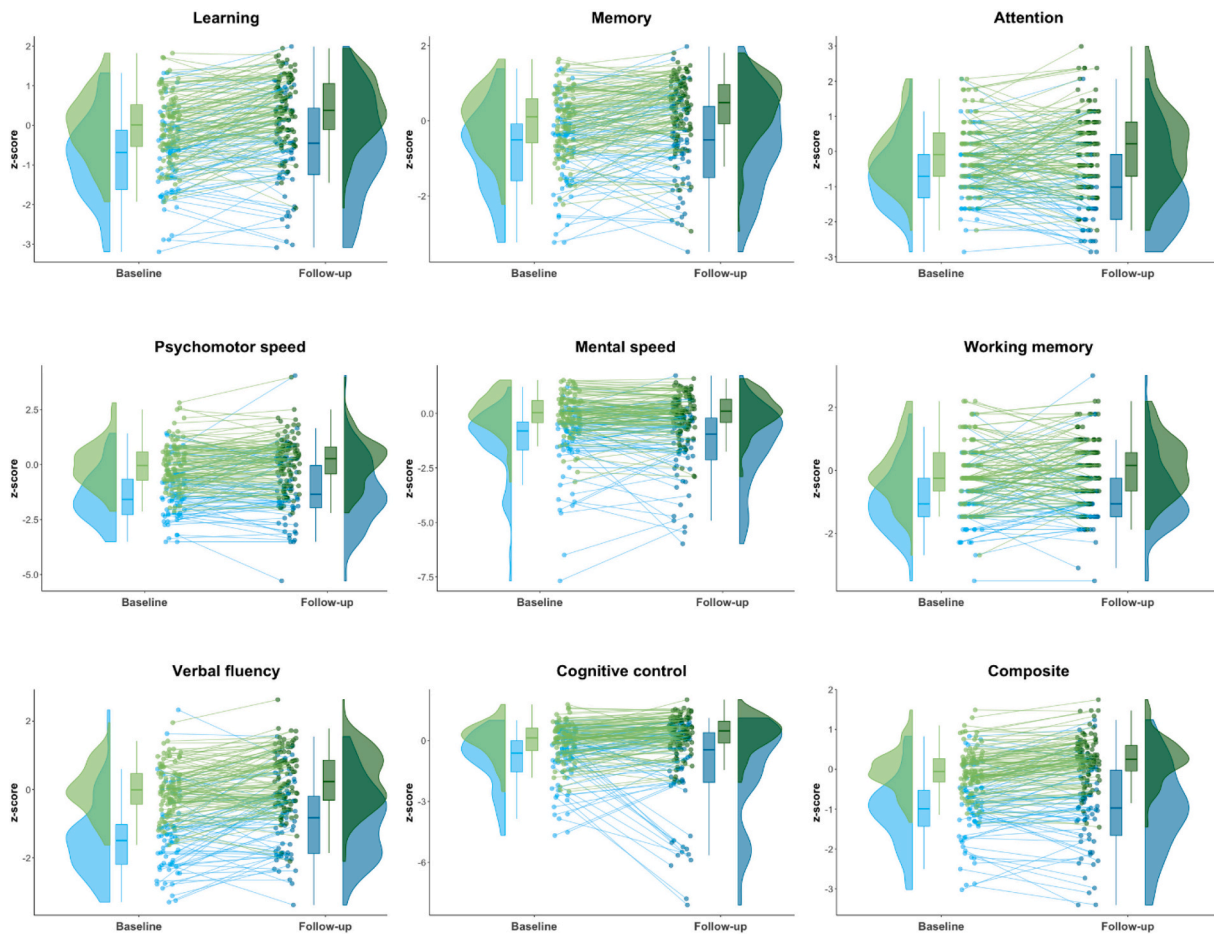 Learning
2
1
0
-1
-2
-3
z-score
Baseline
Follow-up
Memory
2
0
-2
z-score
Baseline
Follow-up
Attention
3
2
1
0
-1
-2
-3
z-score
Baseline
Follow-up
Psychomotor speed
2.5
0.0
-2.5
-5.0
z-score
Baseline
Follow-up
Mental speed
0.0
-2.5
-5.0
-7.5
z-score
Baseline
Follow-up
Working memory
2
0
-2
z-score
Baseline
Follow-up
Verbal fluency
2
0
-2
z-score
Baseline
Follow-up
Cognitive control
0
-3
-6
z-score
Baseline
Follow-up
Composite
2
1
0
-1
-2
-3
z-score
Baseline
Follow-up